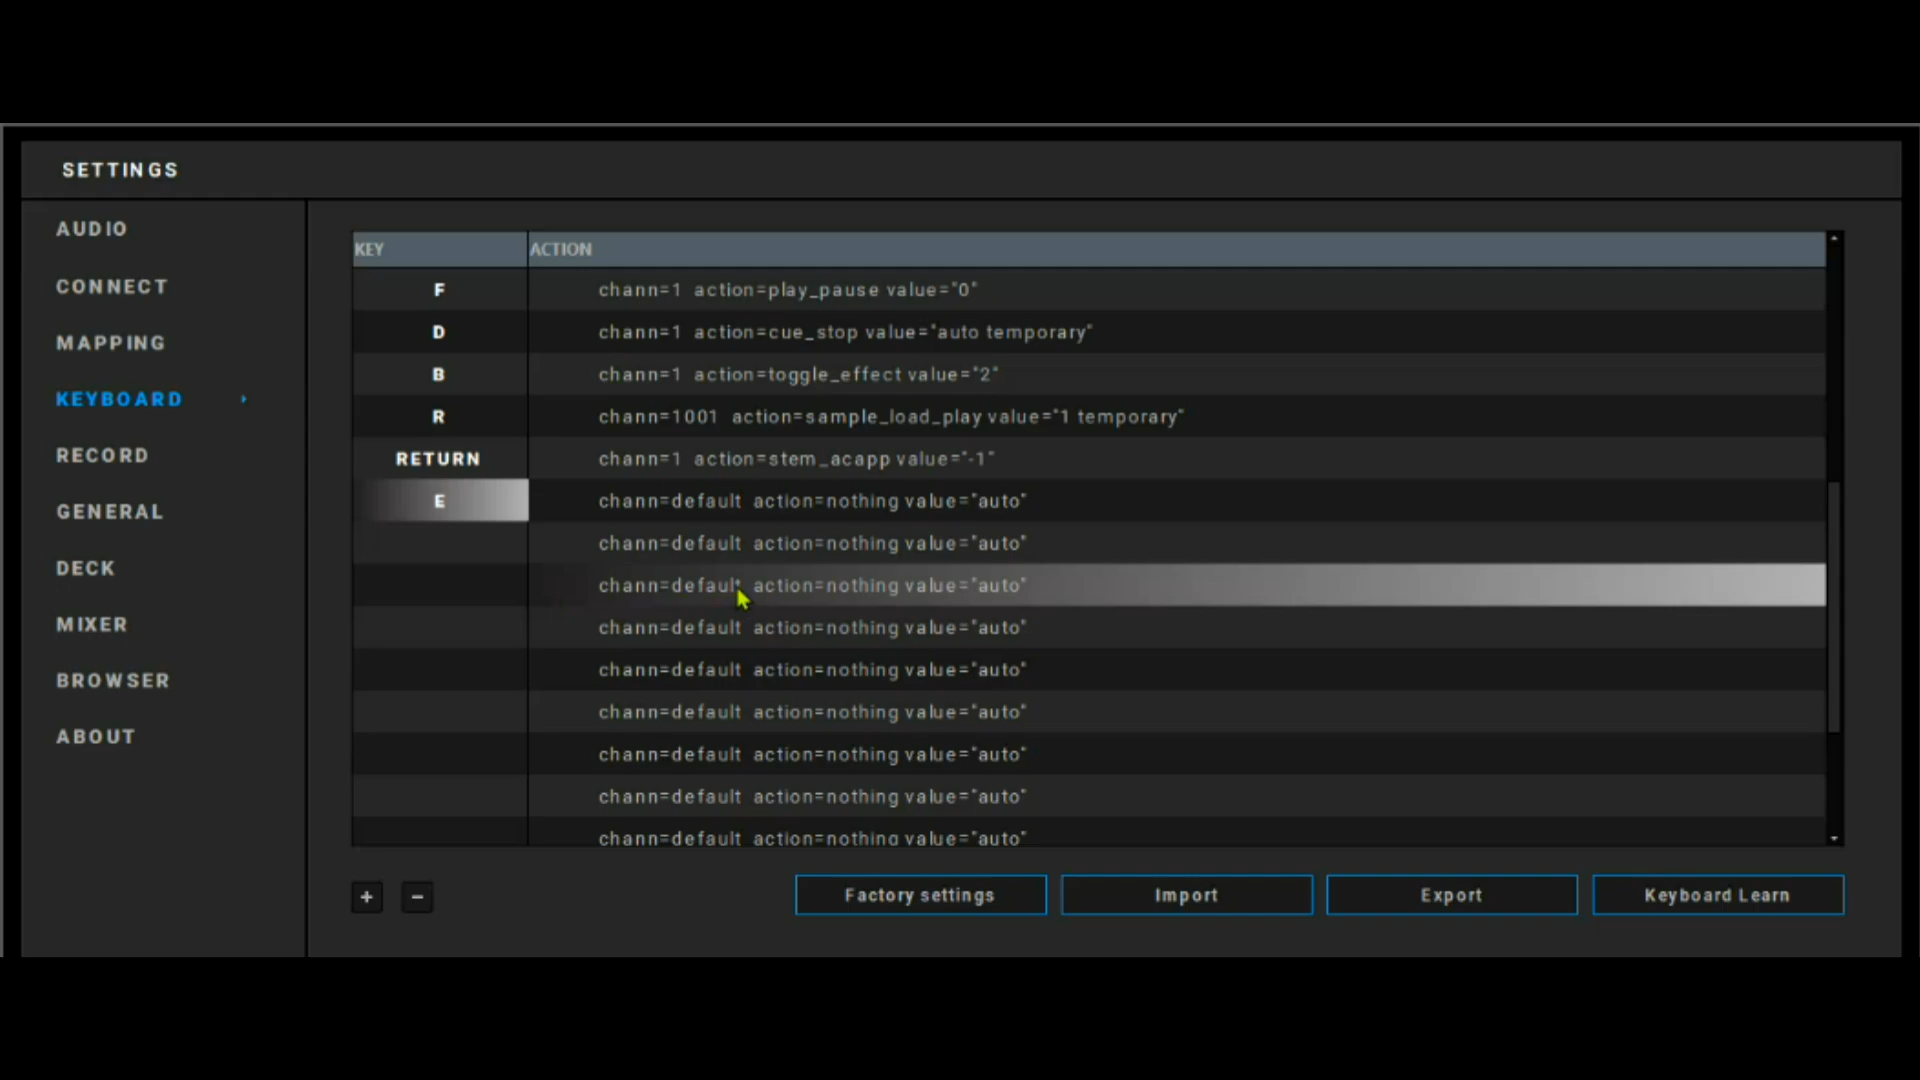 SETTINGS
AUDIO
CONNECT
MAPPING
KEYBOARD
RECORD
GENERAL
DECK
MIXER
BROWSER
ABOUT
KEY ACTION
F chann=1 action=play_pause value="0"
D chann=1 action=cue_stop value="auto temporary"
B chann=1 action=toggle_effect value="2"
R chann=1001 action=sample_load_play value="1 temporary"
RETURN chann=1 action=stem_acapp value="-1"
E chann=default action=nothing value="auto"
chann=default action=nothing value="auto"
chann=default action=nothing value="auto"
chann=default action=nothing value="auto"
chann=default action=nothing value="auto"
chann=default action=nothing value="auto"
chann=default action=nothing value="auto"
chann=default action=nothing value="auto"
chann=default action=nothing value="auto"
+ - Factory settings Import Export Keyboard Learn